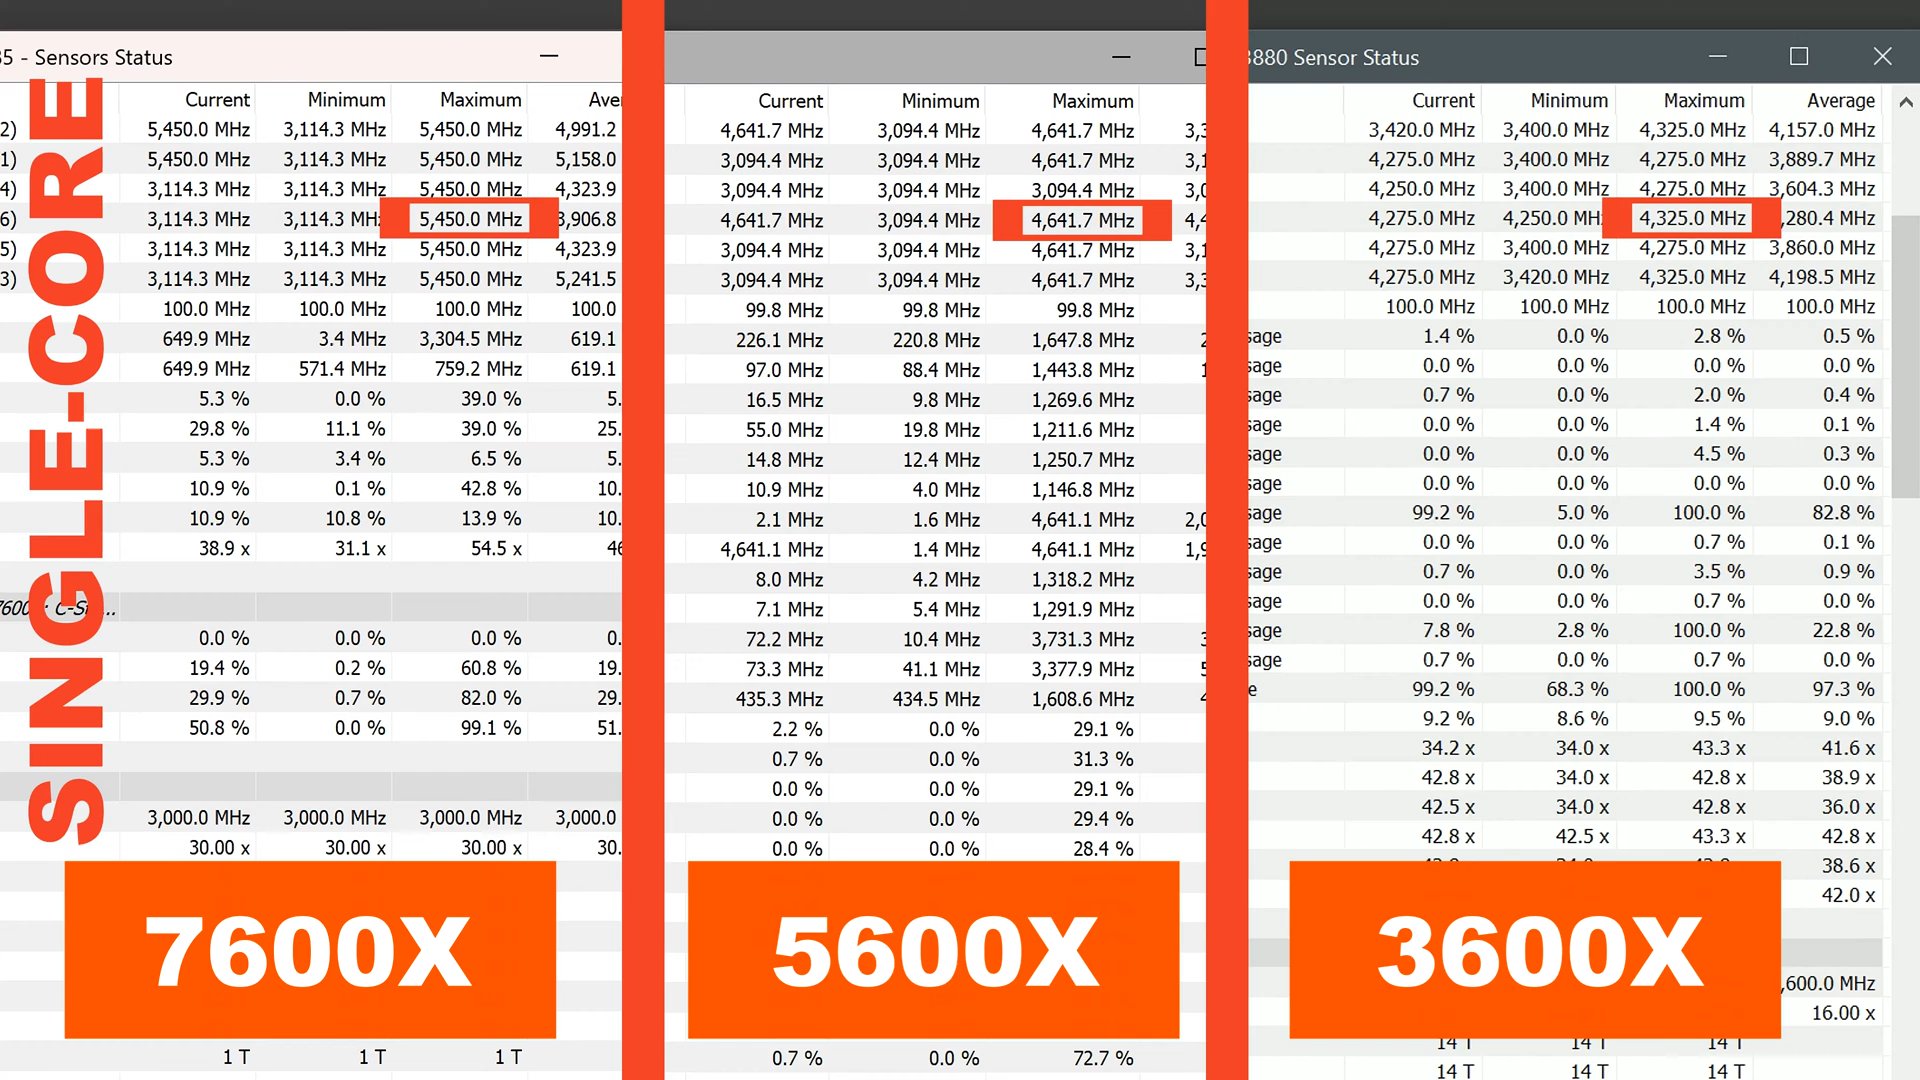 SINGLE-CORE
35 - Sensors Status
Current Minimum Maximum Ave
2) 5,450.0 MHz 3,114.3 MHz 5,450.0 MHz 4,991.2
1) 5,450.0 MHz 3,114.3 MHz 5,450.0 MHz 5,158.0
4) 3,114.3 MHz 3,114.3 MHz 5,450.0 MHz 4,323.9
6) 3,114.3 MHz 3,114.3 MHz 5,450.0 MHz 3,906.8
5) 3,114.3 MHz 3,114.3 MHz 5,450.0 MHz 4,323.9
3) 3,114.3 MHz 3,114.3 MHz 5,450.0 MHz 5,241.5
100.0 MHz 100.0 MHz 100.0 MHz 100.0
649.9 MHz 3.4 MHz 3,304.5 MHz 619.1
649.9 MHz 571.4 MHz 759.2 MHz 619.1
5.3 % 0.0 % 39.0 % 5.
29.8 % 11.1 % 39.0 % 25.
5.3 % 3.4 % 6.5 % 5.
10.9 % 0.1 % 42.8 % 10.
10.9 % 10.8 % 13.9 % 10.
38.9 x 31.1 x 54.5 x 46
7600 : C-St...
0.0 % 0.0 % 0.0 % 0.
19.4 % 0.2 % 60.8 % 19.
29.9 % 0.7 % 82.0 % 29.
50.8 % 0.0 % 99.1 % 51.
3,000.0 MHz 3,000.0 MHz 3,000.0 MHz 3,000.0
30.00 x 30.00 x 30.00 x 30.
7600X
1 T 1 T 1 T
Current Minimum Maximum
4,641.7 MHz 3,094.4 MHz 4,641.7 MHz 3,3
3,094.4 MHz 3,094.4 MHz 4,641.7 MHz 3,1
3,094.4 MHz 3,094.4 MHz 3,094.4 MHz 3,0
4,641.7 MHz 3,094.4 MHz 4,641.7 MHz 4,4
3,094.4 MHz 3,094.4 MHz 4,641.7 MHz 3,1
3,094.4 MHz 3,094.4 MHz 4,641.7 MHz 3,3
99.8 MHz 99.8 MHz 99.8 MHz
226.1 MHz 220.8 MHz 1,647.8 MHz 2
97.0 MHz 88.4 MHz 1,443.8 MHz 1
16.5 MHz 9.8 MHz 1,269.6 MHz
55.0 MHz 19.8 MHz 1,211.6 MHz
14.8 MHz 12.4 MHz 1,250.7 MHz
10.9 MHz 4.0 MHz 1,146.8 MHz
2.1 MHz 1.6 MHz 4,641.1 MHz 2,0
4,641.1 MHz 1.4 MHz 4,641.1 MHz 1,9
8.0 MHz 4.2 MHz 1,318.2 MHz
7.1 MHz 5.4 MHz 1,291.9 MHz
72.2 MHz 10.4 MHz 3,731.3 MHz 3
73.3 MHz 41.1 MHz 3,377.9 MHz 5
435.3 MHz 434.5 MHz 1,608.6 MHz 4
2.2 % 0.0 % 29.1 %
0.7 % 0.0 % 31.3 %
0.0 % 0.0 % 29.1 %
0.0 % 0.0 % 29.4 %
0.0 % 0.0 % 28.4 %
5600X
0.7 % 0.0 % 72.7 %
3880 Sensor Status
Current Minimum Maximum Average
3,420.0 MHz 3,400.0 MHz 4,325.0 MHz 4,157.0 MHz
4,275.0 MHz 3,400.0 MHz 4,275.0 MHz 3,889.7 MHz
4,250.0 MHz 3,400.0 MHz 4,275.0 MHz 3,604.3 MHz
4,275.0 MHz 4,250.0 MHz 4,325.0 MHz ,280.4 MHz
4,275.0 MHz 3,400.0 MHz 4,275.0 MHz 3,860.0 MHz
4,275.0 MHz 3,420.0 MHz 4,325.0 MHz 4,198.5 MHz
100.0 MHz 100.0 MHz 100.0 MHz 100.0 MHz
sage 1.4 % 0.0 % 2.8 % 0.5 %
sage 0.0 % 0.0 % 0.0 % 0.0 %
sage 0.7 % 0.0 % 2.0 % 0.4 %
sage 0.0 % 0.0 % 1.4 % 0.1 %
sage 0.0 % 0.0 % 4.5 % 0.3 %
sage 0.0 % 0.0 % 0.0 % 0.0 %
sage 99.2 % 5.0 % 100.0 % 82.8 %
sage 0.0 % 0.0 % 0.7 % 0.1 %
sage 0.7 % 0.0 % 3.5 % 0.9 %
sage 0.0 % 0.0 % 0.7 % 0.0 %
sage 7.8 % 2.8 % 100.0 % 22.8 %
sage 0.7 % 0.0 % 0.7 % 0.0 %
e 99.2 % 68.3 % 100.0 % 97.3 %
9.2 % 8.6 % 9.5 % 9.0 %
34.2 x 34.0 x 43.3 x 41.6 x
42.8 x 34.0 x 42.8 x 38.9 x
42.5 x 34.0 x 42.8 x 36.0 x
42.8 x 42.5 x 43.3 x 42.8 x
38.6 x
42.0 x
3600X
,600.0 MHz
16.00 x
14 T 14 T 14 T
14 T 14 T 14 T